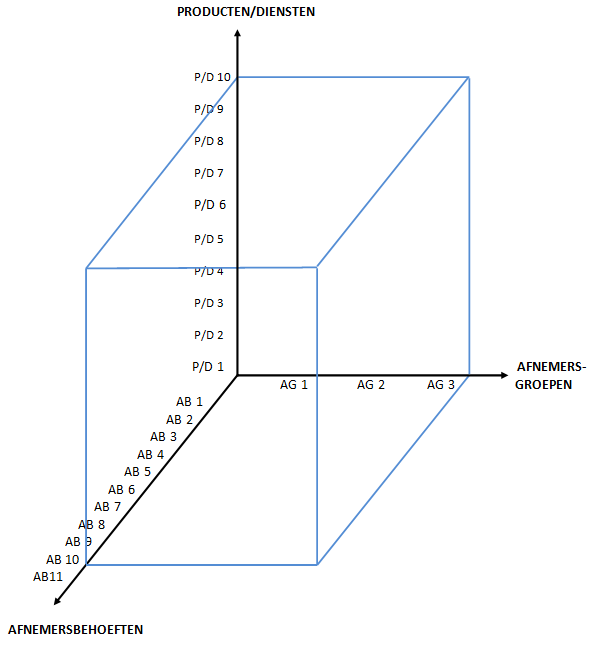 PRODUCTEN/DIENSTEN
P/D 10
P/D 9
P/D 8
P/D 7
P/D 6
P/D 5
P/D 4
P/D 3
P/D 2
P/D 1
AFNEMERS-
GROEPEN
AG 1 AG 2 AG 3
AB 1
AB 2
AB 3
AB 4
AB 5
AB 6
AB 7
AB 8
AB 9
AB 10
AB11
AFNEMERSBEHOEFTEN